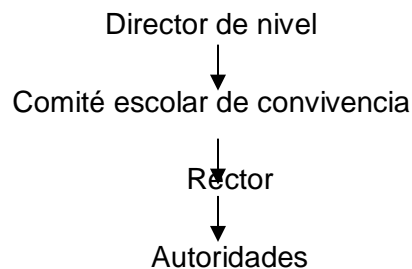 Director de nivel
Comité escolar de convivencia
Rector
Autoridades